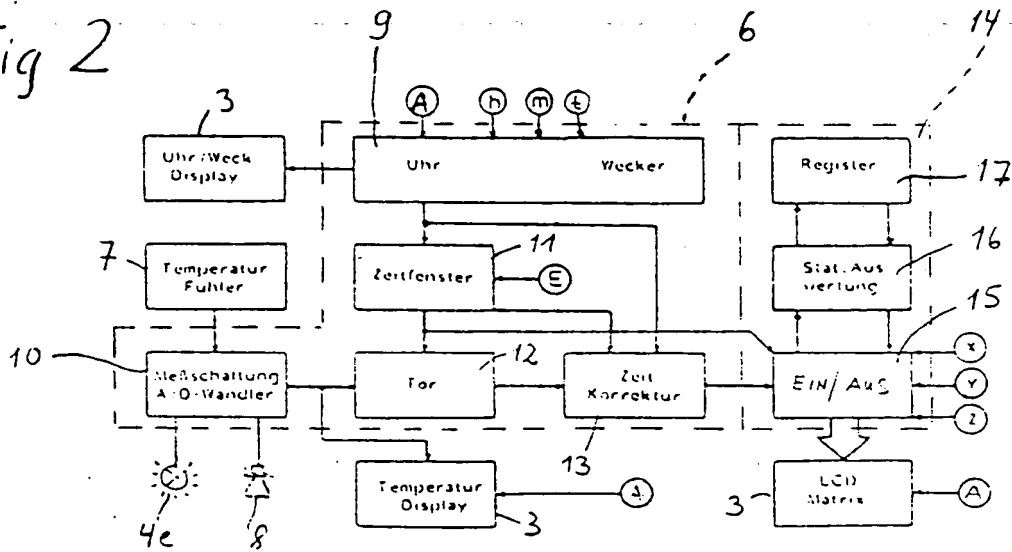 Fig 2
9
6
14
3
A
h
m
t
Uhr/Weck
Display
Uhr
Wecker
Register
17
7
Temperatur
Fühler
11
Zeitfenster
E
16
Stat. Aus
wertung
15
10
Meßschaltung
A/D-Wandler
12
Tor
Zeit
Korrektur
13
EIN/AUS
X
Y
Z
4e
8
Temperatur
Display
3
3
LCD
Matrix
A